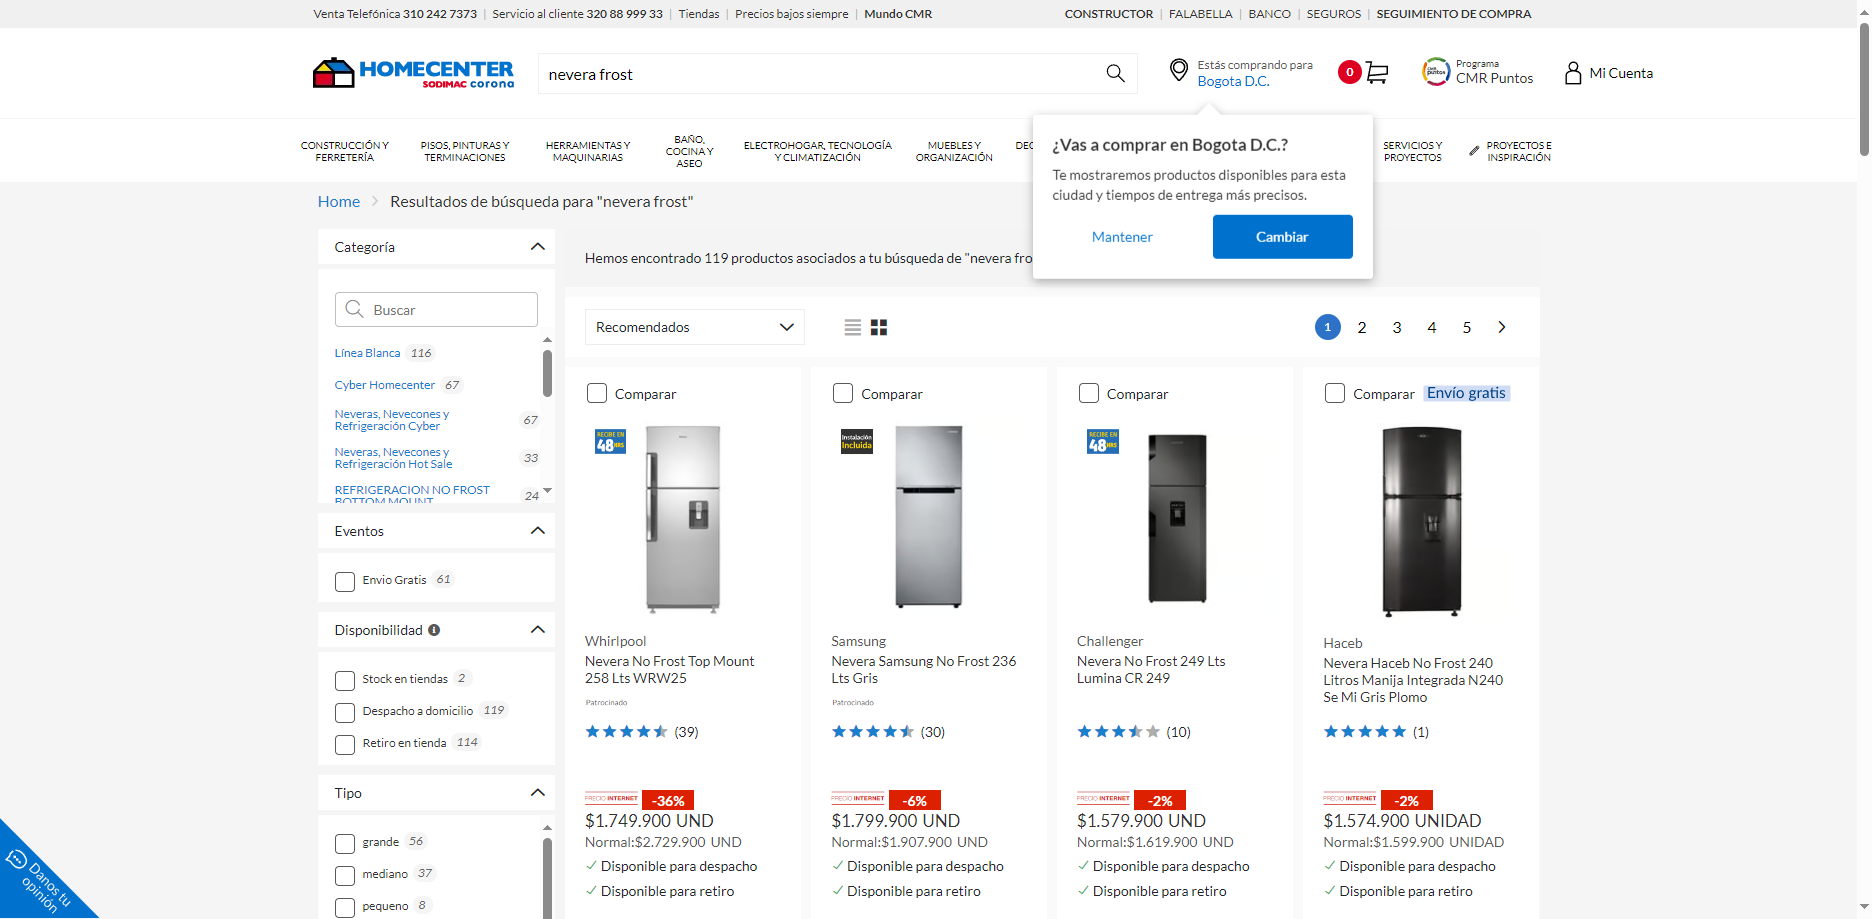 Venta Telefónica 310 242 7373 | Servicio al cliente 320 88 999 33 | Tiendas | Precios bajos siempre | Mundo CMR
CONSTRUCTOR | FALABELLA | BANCO | SEGUROS | SEGUIMIENTO DE COMPRA
HOMECENTER
SODIMAC corona
nevera frost
Estás comprando para
Bogota D.C.
0
CMR puntos
Programa
CMR Puntos
Mi Cuenta
CONSTRUCCIÓN Y
FERRETERÍA
PISOS, PINTURAS Y
TERMINACIONES
HERRAMIENTAS Y
MAQUINARIAS
BAÑO,
COCINA Y
ASEO
ELECTROHOGAR, TECNOLOGÍA
Y CLIMATIZACIÓN
MUEBLES Y
ORGANIZACIÓN
SERVICIOS Y
PROYECTOS
PROYECTOS E
INSPIRACIÓN
¿Vas a comprar en Bogota D.C.?
Te mostraremos productos disponibles para esta
ciudad y tiempos de entrega más precisos.
Mantener
Cambiar
Home > Resultados de búsqueda para "nevera frost"
Categoría
Buscar
Línea Blanca 116
Cyber Homecenter 67
Neveras, Nevecones y
Refrigeración Cyber 67
Neveras, Nevecones y
Refrigeración Hot Sale 33
REFRIGERACION NO FROST
BOTTOM MOUNT 24
Eventos
Envio Gratis 61
Disponibilidad
Stock en tiendas 2
Despacho a domicilio 119
Retiro en tienda 114
Tipo
grande 56
mediano 37
pequeno 8
Danos tu
opinión
Hemos encontrado 119 productos asociados a tu búsqueda de "nevera fro
Recomendados
1 2 3 4 5
Comparar
RECIBE EN
48HRS
Whirlpool
Nevera No Frost Top Mount
258 Lts WRW25
Patrocinado
(39)
PRECIO INTERNET -36%
$1.749.900 UND
Normal:$2.729.900 UND
Disponible para despacho
Disponible para retiro
Comparar
Instalación
Incluida
Samsung
Nevera Samsung No Frost 236
Lts Gris
Patrocinado
(30)
PRECIO INTERNET -6%
$1.799.900 UND
Normal:$1.907.900 UND
Disponible para despacho
Disponible para retiro
Comparar
RECIBE EN
48HRS
Challenger
Nevera No Frost 249 Lts
Lumina CR 249
(10)
PRECIO INTERNET -2%
$1.579.900 UND
Normal:$1.619.900 UND
Disponible para despacho
Disponible para retiro
Comparar Envío gratis
Haceb
Nevera Haceb No Frost 240
Litros Manija Integrada N240
Se Mi Gris Plomo
(1)
PRECIO INTERNET -2%
$1.574.900 UNIDAD
Normal:$1.599.900 UNIDAD
Disponible para despacho
Disponible para retiro